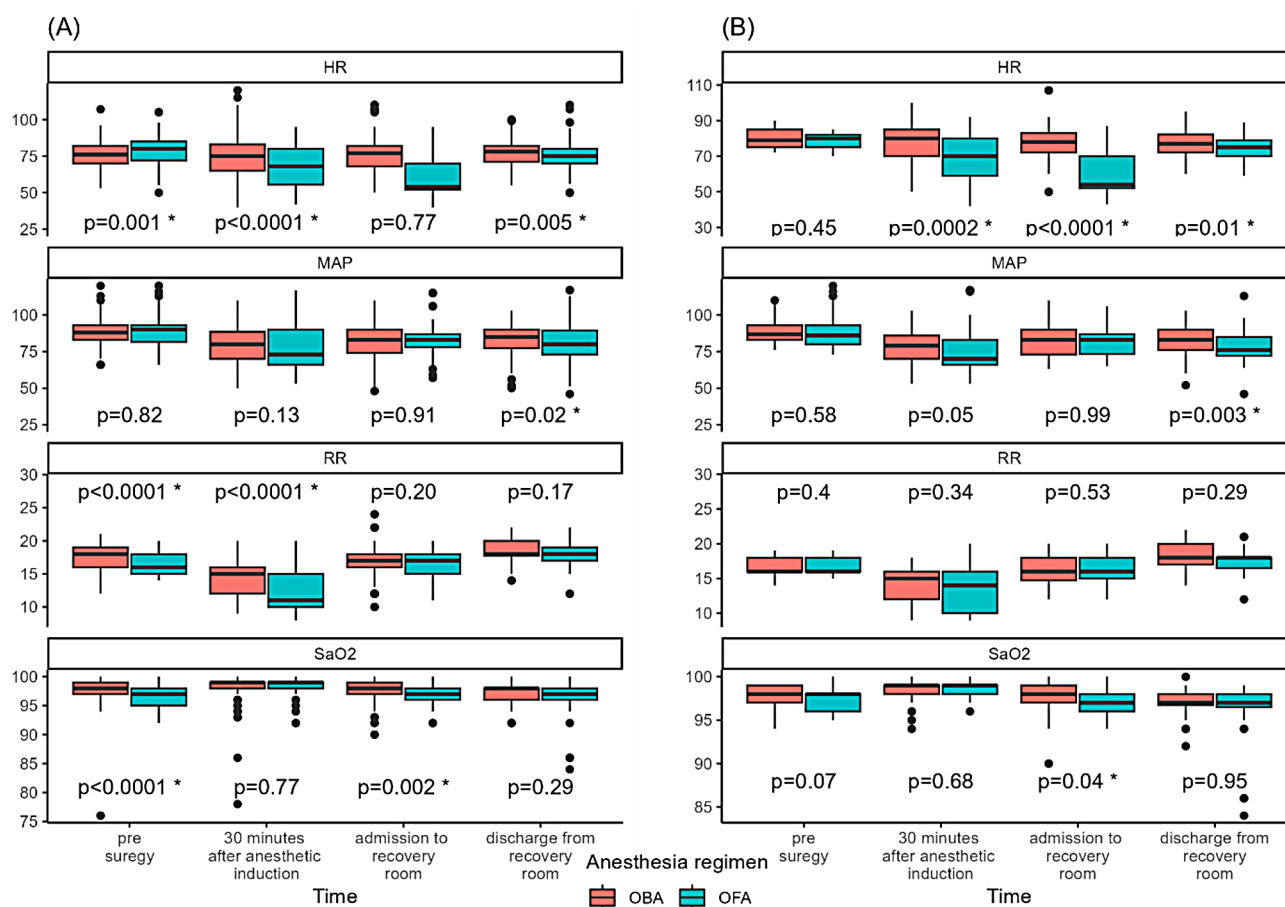 (A)
HR
100
75
50
25
p=0.001 * p<0.0001 * p=0.77 p=0.005 *
MAP
100
75
50
25
p=0.82 p=0.13 p=0.91 p=0.02 *
RR
30
25
20
15
10
p<0.0001 * p<0.0001 * p=0.20 p=0.17
SaO2
100
95
90
85
80
75
p<0.0001 * p=0.77 p=0.002 * p=0.29
pre
suregy
30 minutes
after anesthetic
induction
admission to
recovery
room
discharge from
recovery
room
Time
(B)
HR
110
90
70
50
30
p=0.45 p=0.0002 * p<0.0001 * p=0.01 *
MAP
100
75
50
25
p=0.58 p=0.05 p=0.99 p=0.003 *
RR
30
25
20
15
10
p=0.4 p=0.34 p=0.53 p=0.29
SaO2
100
95
90
85
p=0.07 p=0.68 p=0.04 * p=0.95
pre
suregy
30 minutes
after anesthetic
induction
admission to
recovery
room
discharge from
recovery
room
Time
Anesthesia regimen
OBA OFA